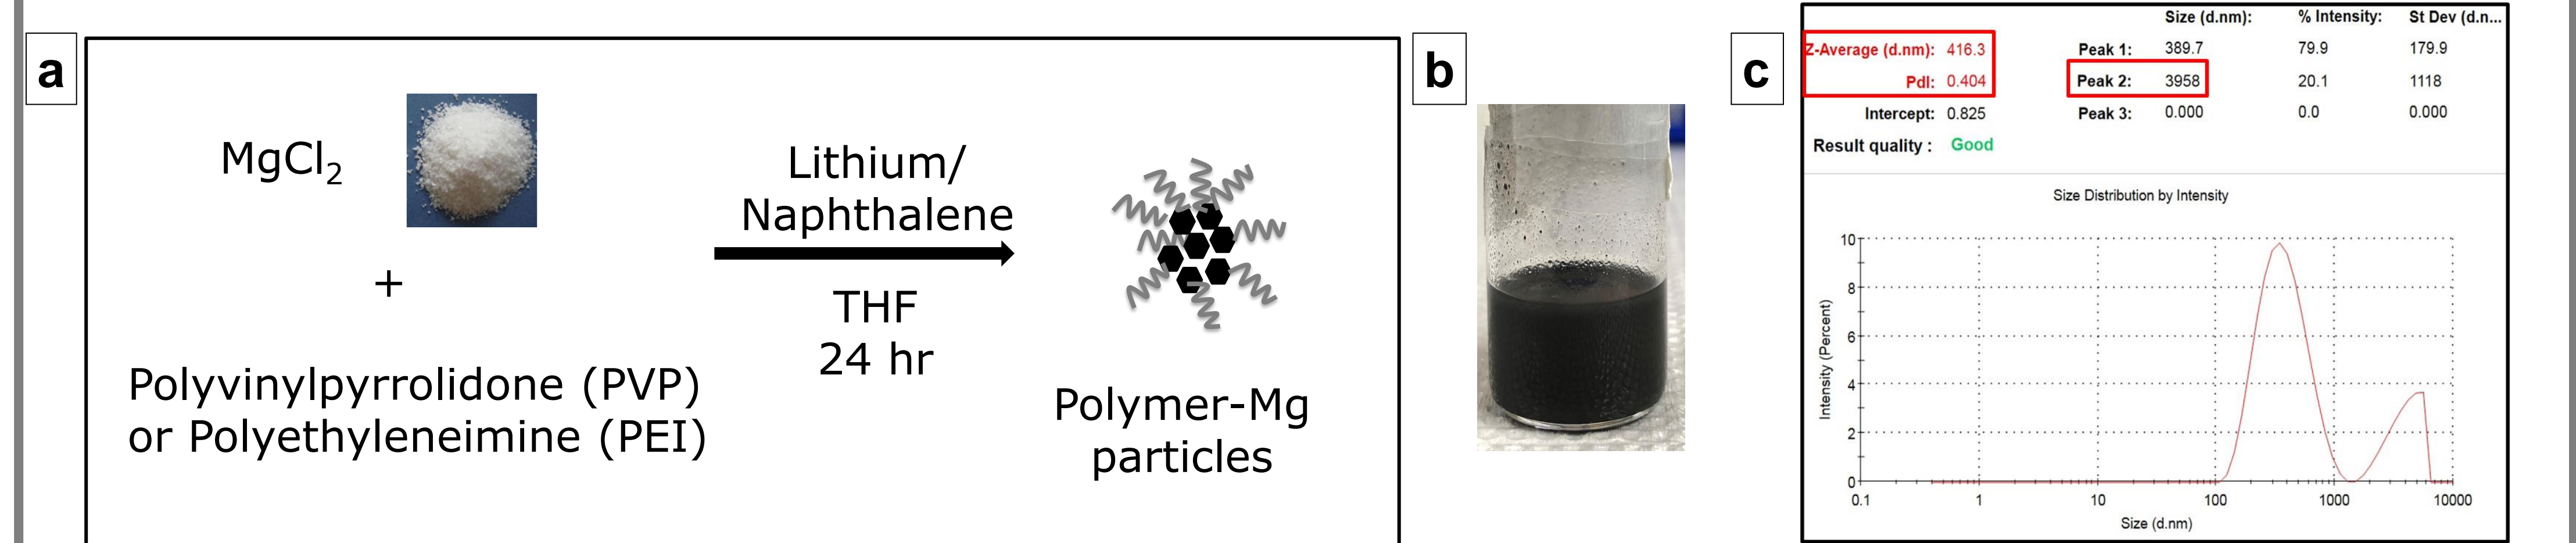 a
MgCl₂
+
Polyvinylpyrrolidone (PVP)
or Polyethyleneimine (PEI)
Lithium/
Naphthalene
THF
24 hr
Polymer-Mg
particles
b
c
Size (d.nm): % Intensity: St Dev (d.n...
Z-Average (d.nm): 416.3 Peak 1: 389.7 79.9 179.9
PdI: 0.404 Peak 2: 3958 20.1 1118
Intercept: 0.825 Peak 3: 0.000 0.0 0.000
Result quality : Good
Size Distribution by Intensity
Intensity (Percent)
10
8
6
4
2
0
0.1 1 10 100 1000 10000
Size (d.nm)